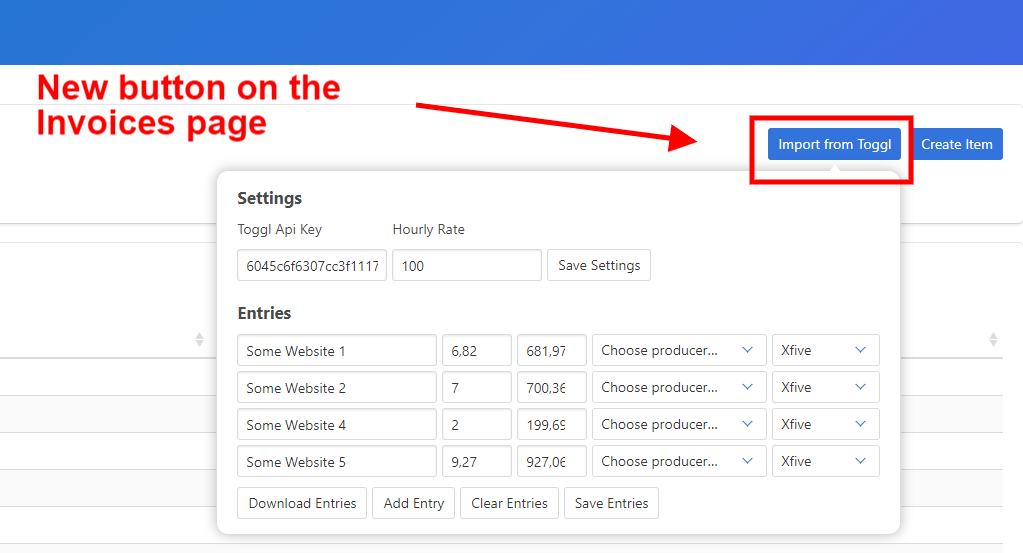 New button on the
Invoices page
Import from Toggl
Create Item
Settings
Toggl Api Key Hourly Rate
6045c6f6307cc3f1117 100 Save Settings
Entries
Some Website 1 6,82 681,97 Choose producer... Xfive
Some Website 2 7 700,36 Choose producer... Xfive
Some Website 4 2 199,69 Choose producer... Xfive
Some Website 5 9,27 927,06 Choose producer... Xfive
Download Entries Add Entry Clear Entries Save Entries